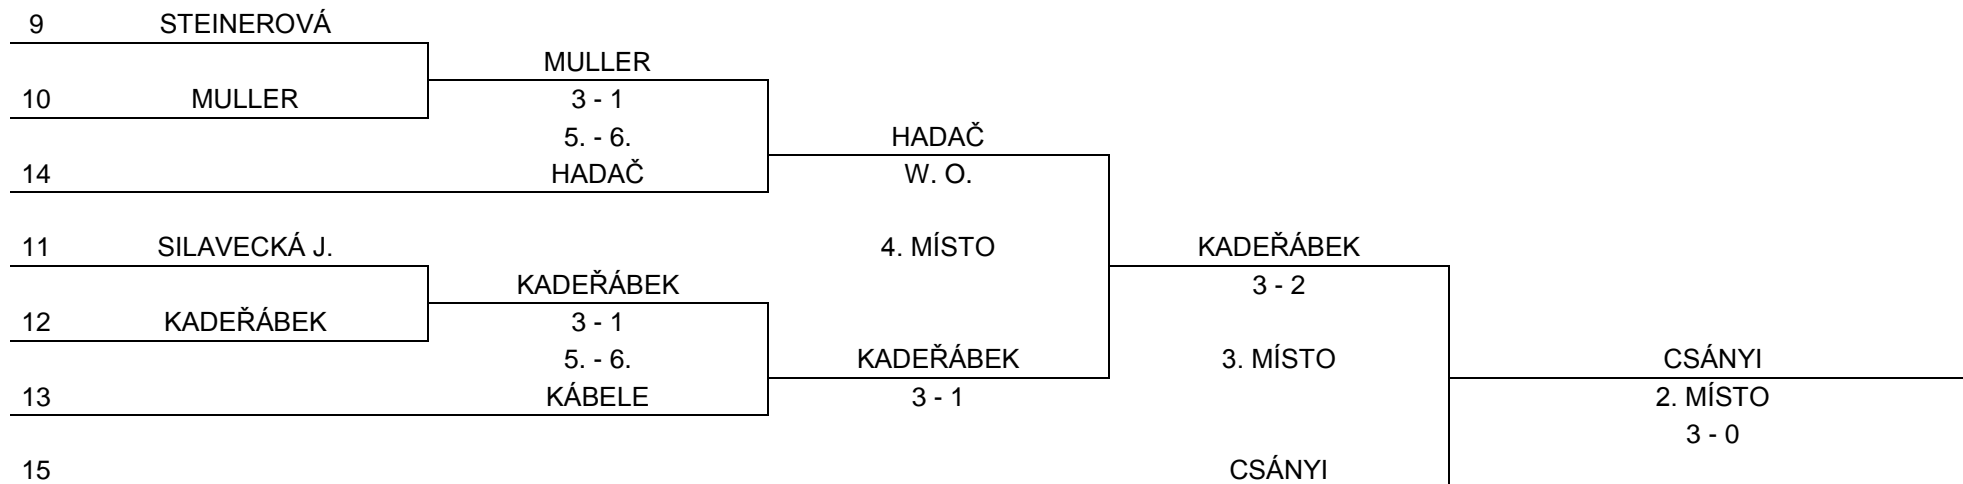 9 STEINEROVÁ
MULLER
10 MULLER 3 - 1
5. - 6. HADAČ
14 HADAČ W. O.
11 SILAVECKÁ J. 4. MÍSTO KADEŘÁBEK
KADEŘÁBEK 3 - 2
12 KADEŘÁBEK 3 - 1
5. - 6. KADEŘÁBEK 3. MÍSTO CSÁNYI
13 KÁBELE 3 - 1 2. MÍSTO
3 - 0
15 CSÁNYI